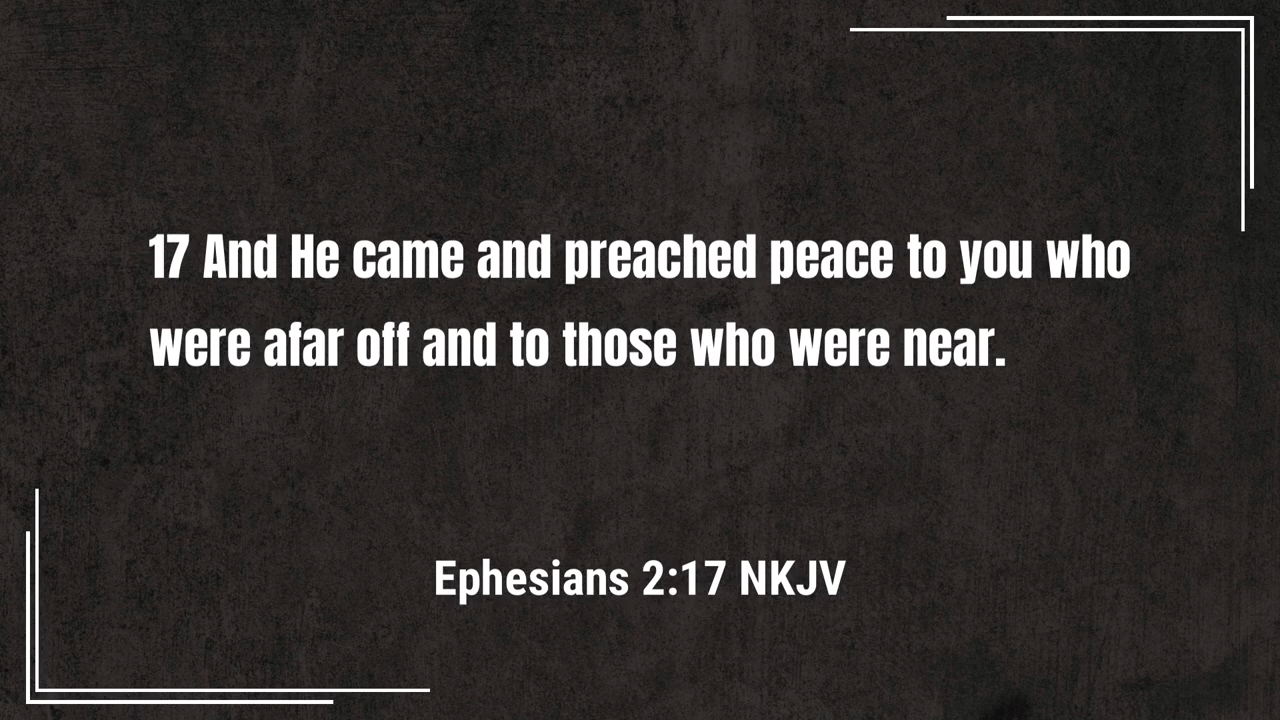 17 And He came and preached peace to you who
were afar off and to those who were near.
Ephesians 2:17 NKJV